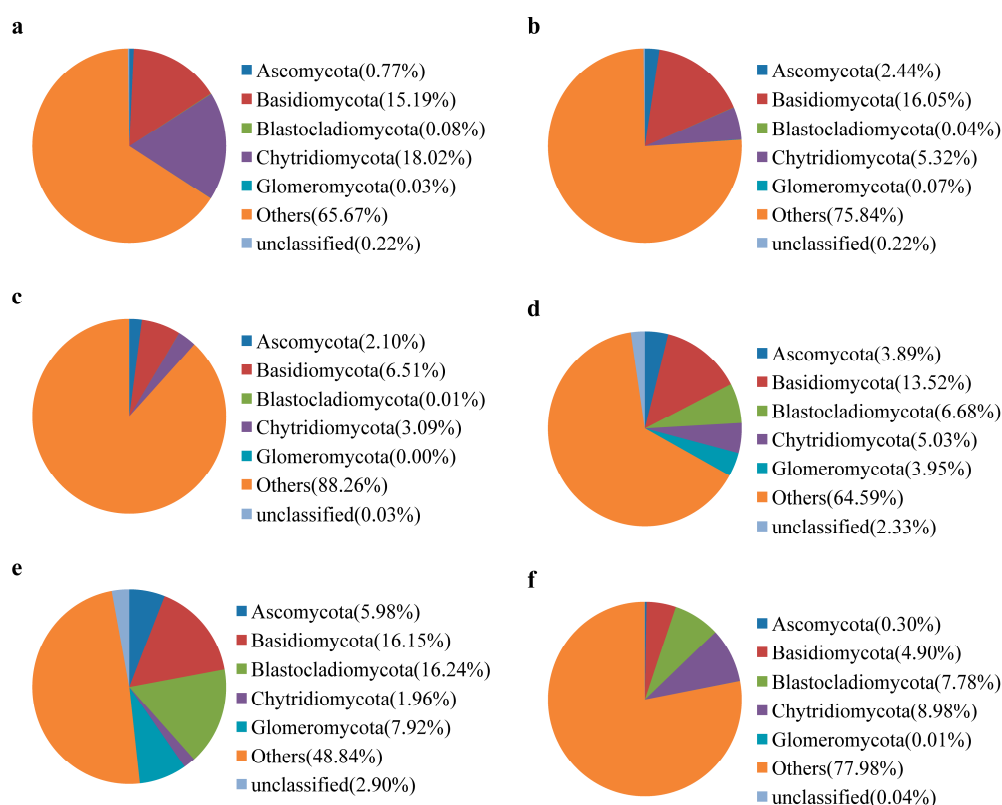 a
Ascomycota(0.77%)
Basidiomycota(15.19%)
Blastocladiomycota(0.08%)
Chytridiomycota(18.02%)
Glomeromycota(0.03%)
Others(65.67%)
unclassified(0.22%)
b
Ascomycota(2.44%)
Basidiomycota(16.05%)
Blastocladiomycota(0.04%)
Chytridiomycota(5.32%)
Glomeromycota(0.07%)
Others(75.84%)
unclassified(0.22%)
c
Ascomycota(2.10%)
Basidiomycota(6.51%)
Blastocladiomycota(0.01%)
Chytridiomycota(3.09%)
Glomeromycota(0.00%)
Others(88.26%)
unclassified(0.03%)
d
Ascomycota(3.89%)
Basidiomycota(13.52%)
Blastocladiomycota(6.68%)
Chytridiomycota(5.03%)
Glomeromycota(3.95%)
Others(64.59%)
unclassified(2.33%)
e
Ascomycota(5.98%)
Basidiomycota(16.15%)
Blastocladiomycota(16.24%)
Chytridiomycota(1.96%)
Glomeromycota(7.92%)
Others(48.84%)
unclassified(2.90%)
f
Ascomycota(0.30%)
Basidiomycota(4.90%)
Blastocladiomycota(7.78%)
Chytridiomycota(8.98%)
Glomeromycota(0.01%)
Others(77.98%)
unclassified(0.04%)